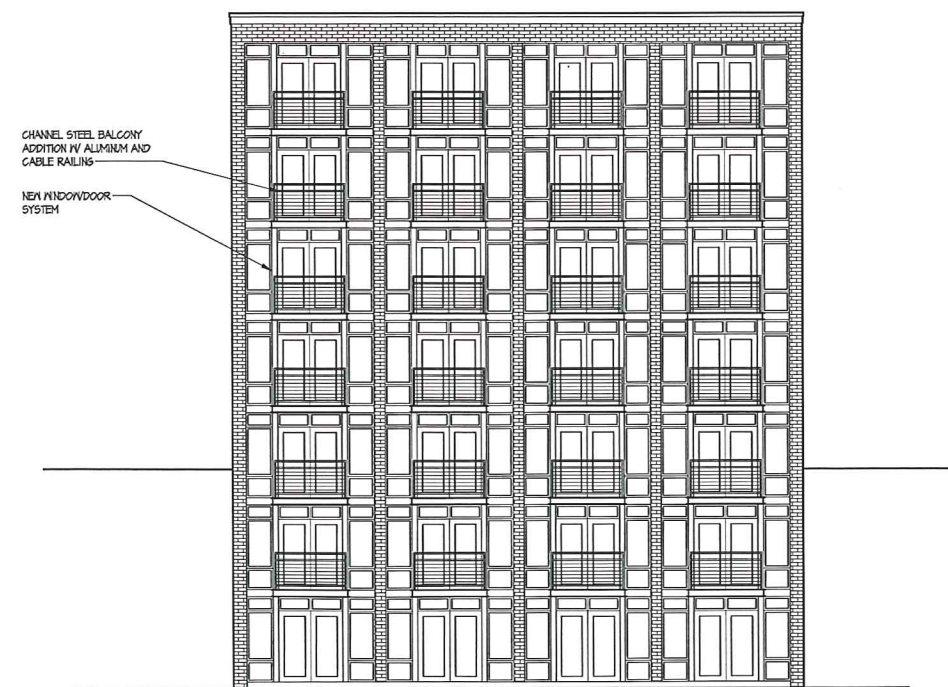 CHANNEL STEEL BALCONY
ADDITION W/ ALUMINUM AND
CABLE RAILING
NEW WINDOW/DOOR
SYSTEM